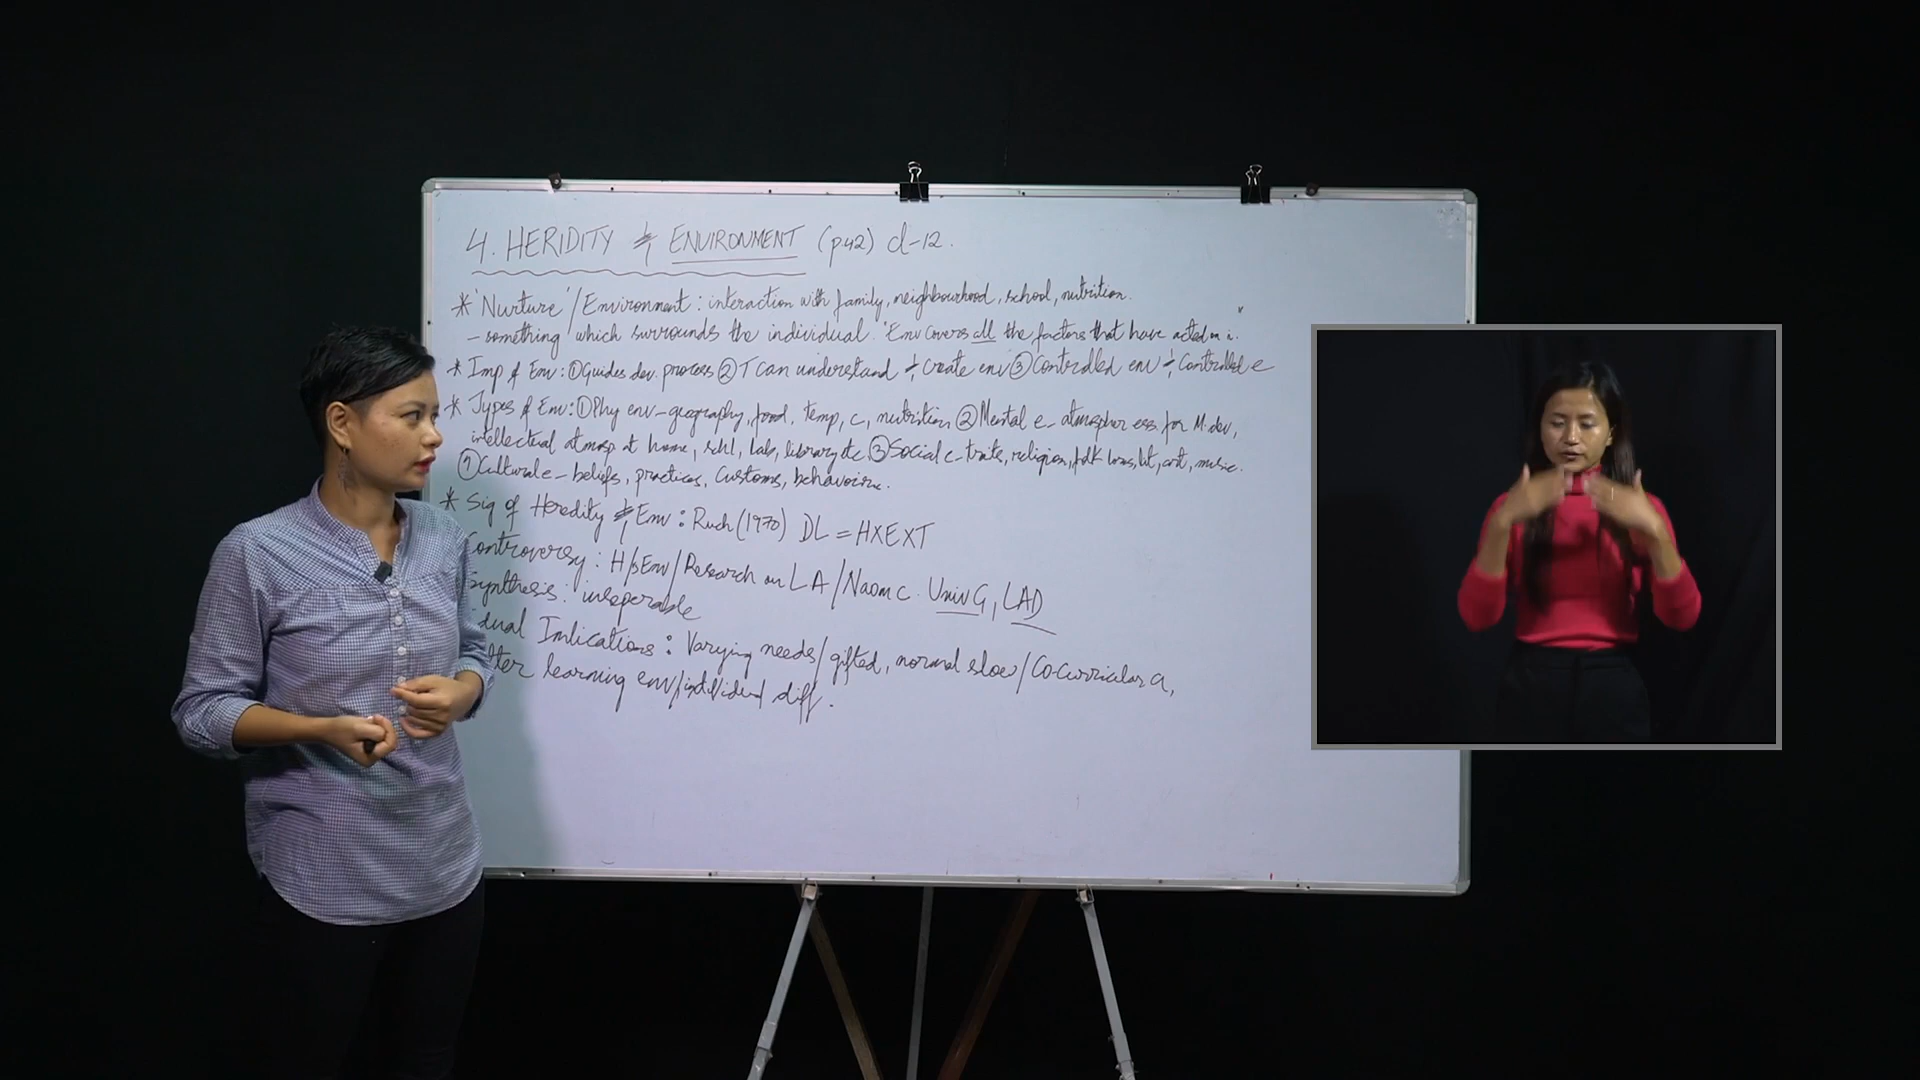 4. HERIDITY & ENVIRONMENT (p42) cl-12.
* 'Nurture'/Environment: interaction with family, neighbourhood, school, nutrition.
- something which surrounds the individual. "Env covers all the factors that have acted on i."
* Imp of Env: ① Guides dev. process ② T can understand & create env ③ Controlled env & Controlled e
* Types of Env: ① Phy env - geography, food, temp, c, nutrition ② Mental e - atmospher ess. for M. dev,
intellectual atmosp. at home, schl, lab, library etc. ③ Social e - traits, religion, folk lores, lit, art, music.
Cultural e - beliefs, practices, customs, behaviour.
* Sig of Heredity & Env: Ruch (1970) DL = HXEXT
Controversy: H/sEnv/Research on LA/Naom C. Univ G, LAD
Synthesis: inseperable
dual Imlications: Varying needs/gifted, normal slow/Co-Curricular a,
tter learning env/ diff.